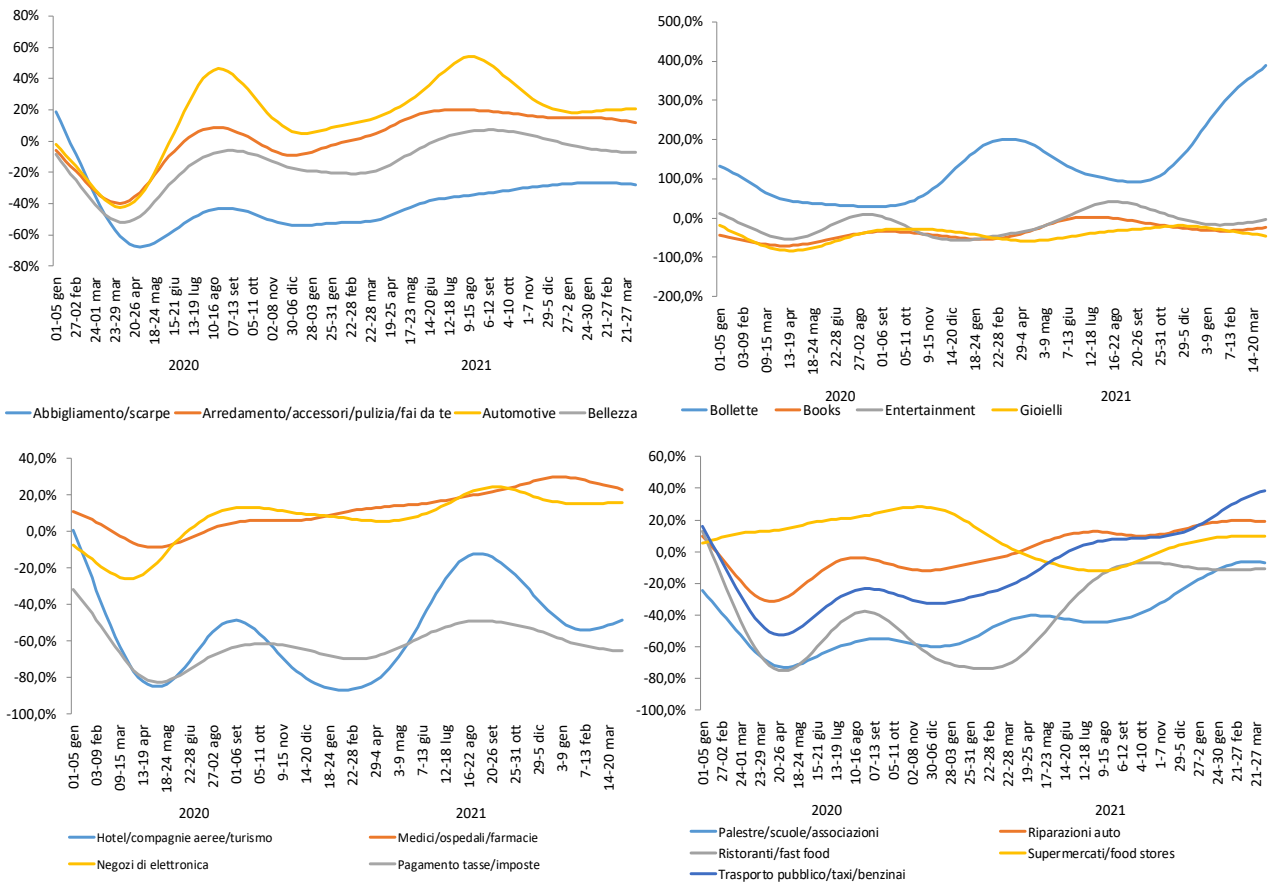 80%
60%
40%
20%
0%
-20%
-40%
-60%
-80%
01-05 gen
27-02 feb
24-01 mar
23-29 mar
20-26 apr
18-24 mag
15-21 giu
13-19 lug
10-16 ago
07-13 set
05-11 ott
02-08 nov
30-06 dic
28-03 gen
25-31 gen
22-28 feb
22-28 mar
19-25 apr
17-23 mag
14-20 giu
12-18 lug
9-15 ago
6-12 set
4-10 ott
1-7 nov
29-5 dic
27-2 gen
24-30 gen
21-27 feb
21-27 mar
2020 2021
Abbigliamento/scarpe Arredamento/accessori/pulizia/fai da te Automotive Bellezza
500,0%
400,0%
300,0%
200,0%
100,0%
0,0%
-100,0%
-200,0%
01-05 gen
03-09 feb
09-15 mar
13-19 apr
18-24 mag
22-28 giu
27-02 ago
01-06 set
05-11 ott
9-15 nov
14-20 dic
18-24 gen
22-28 feb
29-4 apr
3-9 mag
7-13 giu
12-18 lug
16-22 ago
20-26 set
25-31 ott
29-5 dic
3-9 gen
7-13 feb
14-20 mar
2020 2021
Bollette Books Entertainment Gioielli
40,0%
20,0%
0,0%
-20,0%
-40,0%
-60,0%
-80,0%
-100,0%
01-05 gen
03-09 feb
09-15 mar
13-19 apr
18-24 mag
22-28 giu
27-02 ago
01-06 set
05-11 ott
9-15 nov
14-20 dic
18-24 gen
22-28 feb
29-4 apr
3-9 mag
7-13 giu
12-18 lug
16-22 ago
20-26 set
25-31 ott
29-5 dic
3-9 gen
7-13 feb
14-20 mar
2020 2021
Hotel/compagnie aeree/turismo Medici/ospedali/farmacie
Negozi di elettronica Pagamento tasse/imposte
60,0%
40,0%
20,0%
0,0%
-20,0%
-40,0%
-60,0%
-80,0%
-100,0%
01-05 gen
27-02 feb
24-01 mar
23-29 mar
20-26 apr
18-24 mag
15-21 giu
13-19 lug
10-16 ago
07-13 set
05-11 ott
02-08 nov
30-06 dic
28-03 gen
25-31 gen
22-28 feb
22-28 mar
19-25 apr
17-23 mag
14-20 giu
12-18 lug
9-15 ago
6-12 set
4-10 ott
1-7 nov
29-5 dic
27-2 gen
24-30 gen
21-27 feb
21-27 mar
2020 2021
Palestre/scuole/associazioni Riparazioni auto
Ristoranti/fast food Supermercati/food stores
Trasporto pubblico/taxi/benzinai